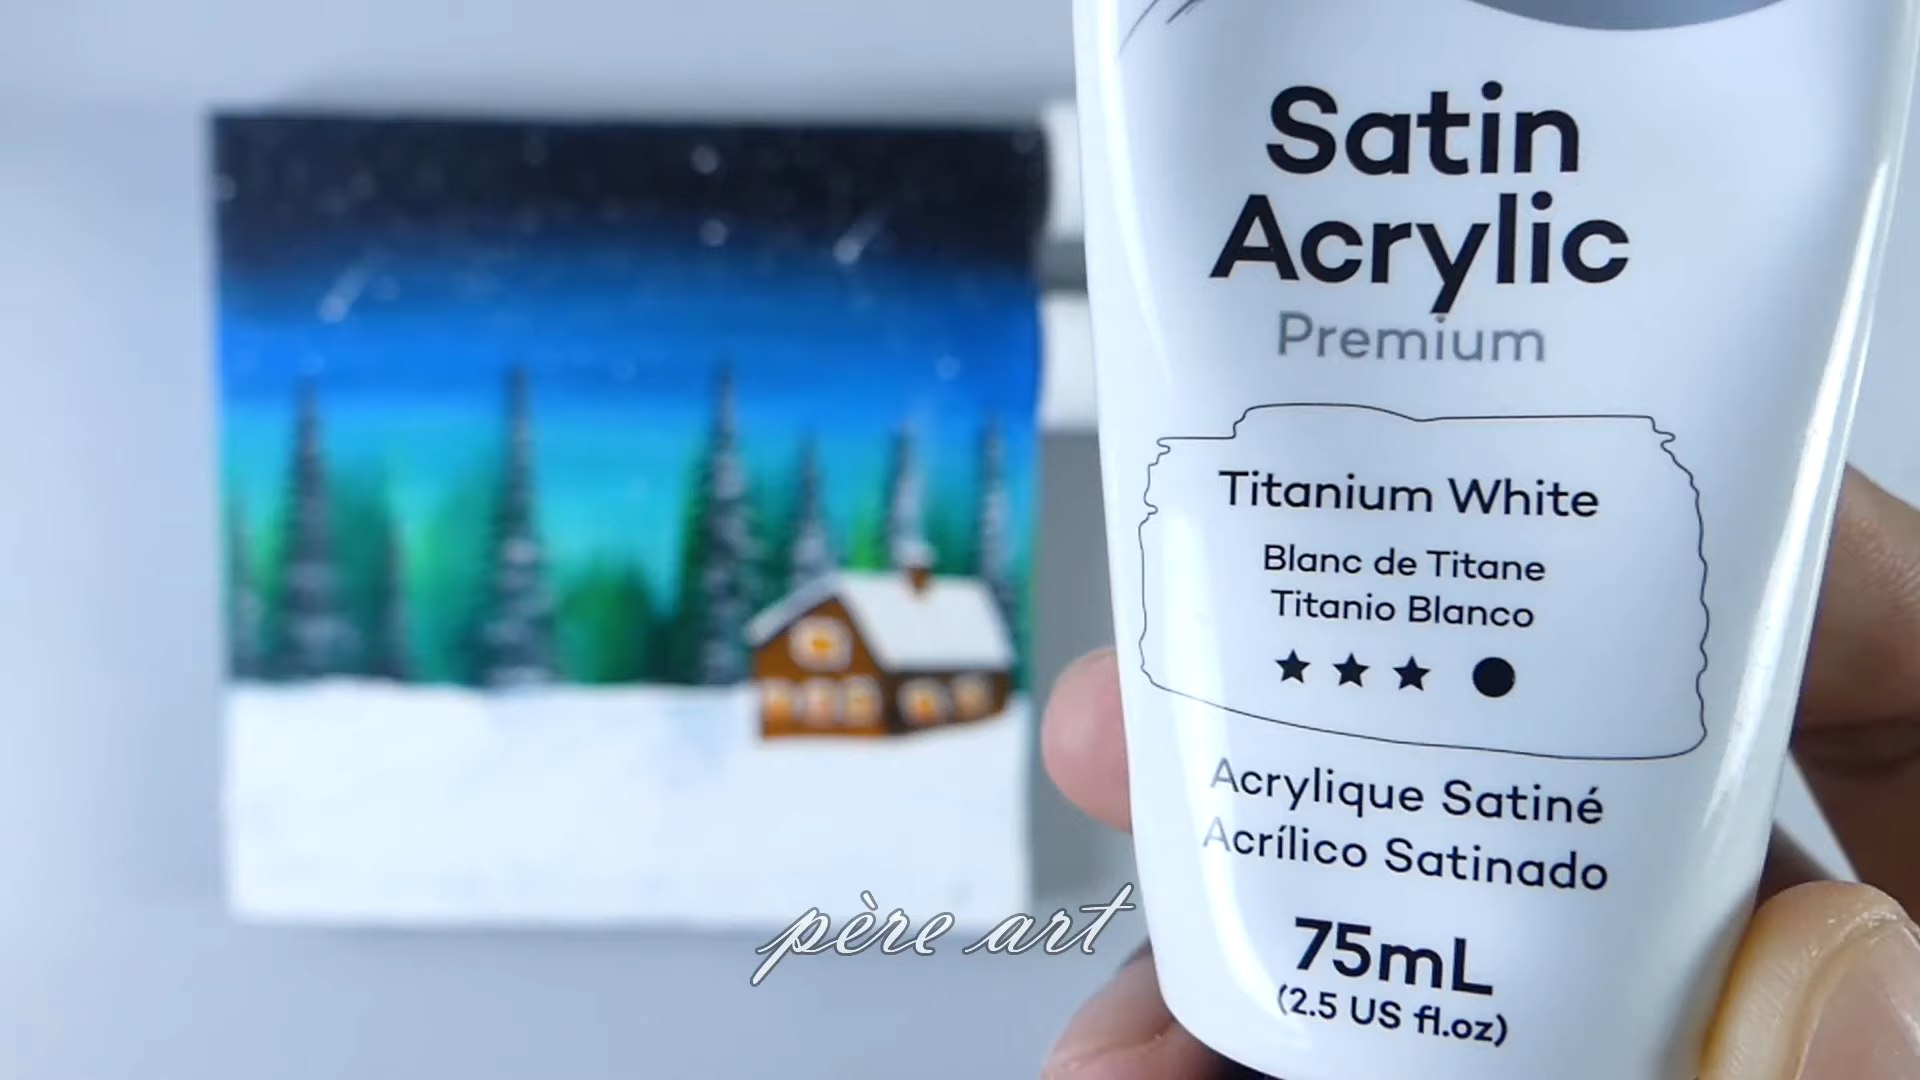 Satin
Acrylic
Premium
Titanium White
Blanc de Titane
Titanio Blanco
Acrylique Satiné
Acrílico Satinado
75mL
(2.5 US fl.oz)
père art